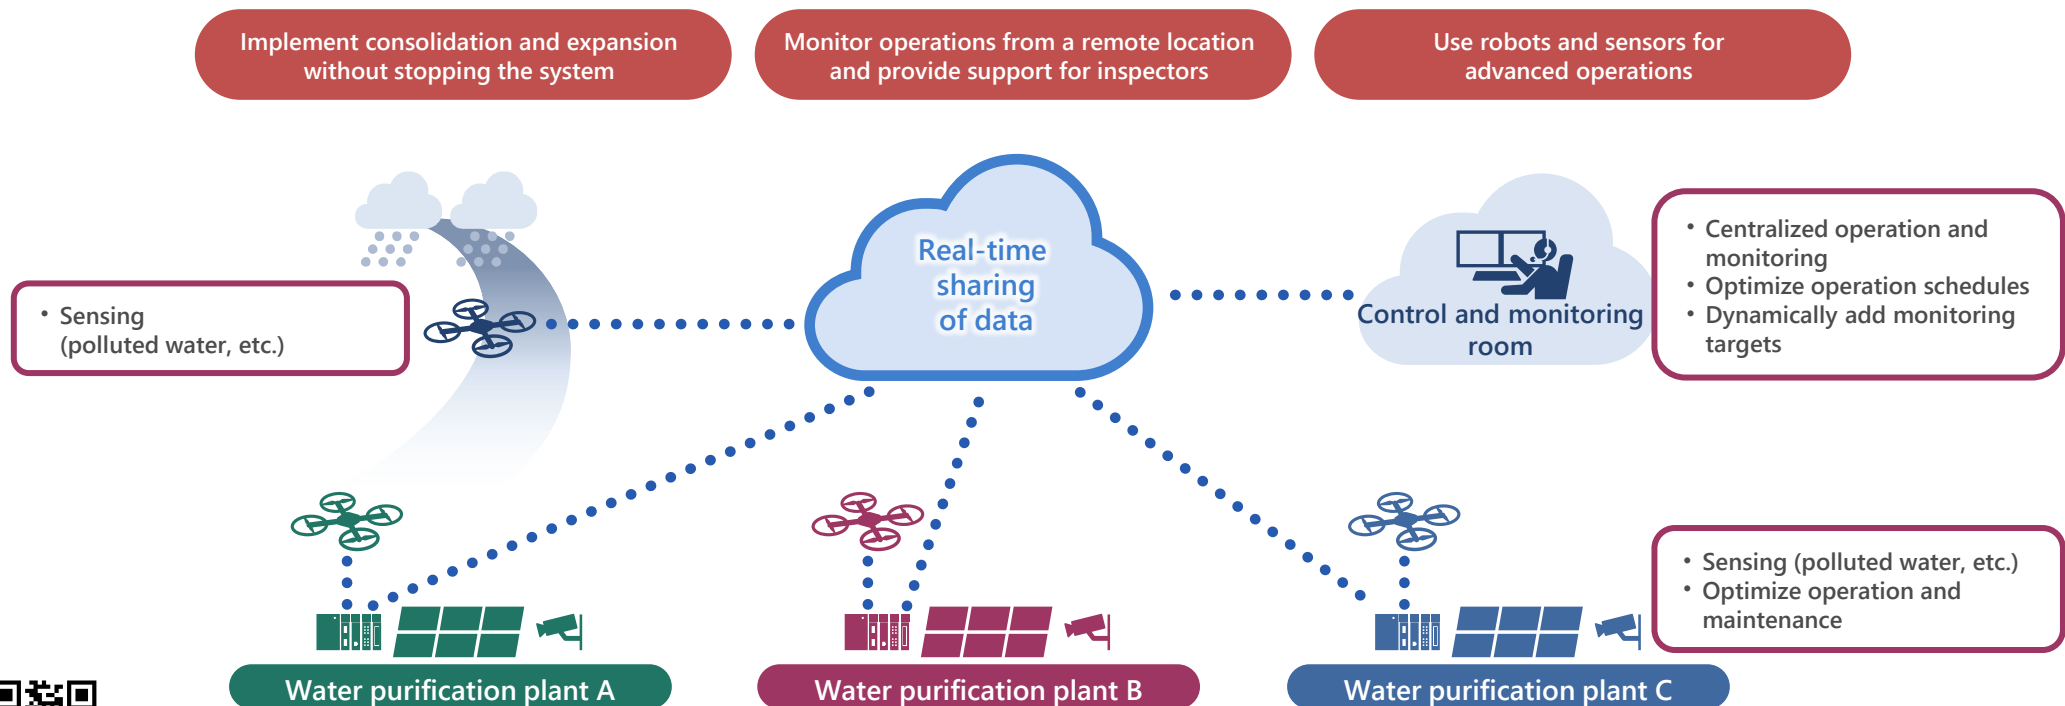 Implement consolidation and expansion
without stopping the system
Monitor operations from a remote location
and provide support for inspectors
Use robots and sensors for
advanced operations
Real-time
sharing
of data
• Sensing
(polluted water, etc.)
Control and monitoring
room
• Centralized operation and
monitoring
• Optimize operation schedules
• Dynamically add monitoring
targets
• Sensing (polluted water, etc.)
• Optimize operation and
maintenance
Water purification plant A
Water purification plant B
Water purification plant C